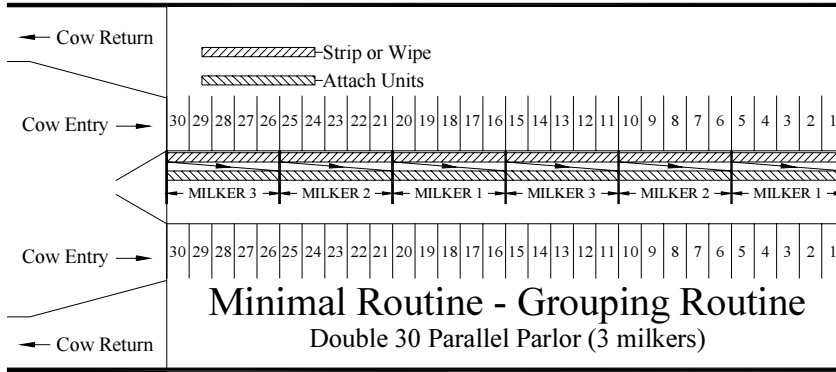 Cow Return
Strip or Wipe
Attach Units
Cow Entry
30 29 28 27 26 25 24 23 22 21 20 19 18 17 16 15 14 13 12 11 10 9 8 7 6 5 4 3 2 1
MILKER 3 MILKER 2 MILKER 1 MILKER 3 MILKER 2 MILKER 1
Cow Entry
30 29 28 27 26 25 24 23 22 21 20 19 18 17 16 15 14 13 12 11 10 9 8 7 6 5 4 3 2 1
Minimal Routine - Grouping Routine
Double 30 Parallel Parlor (3 milkers)
Cow Return